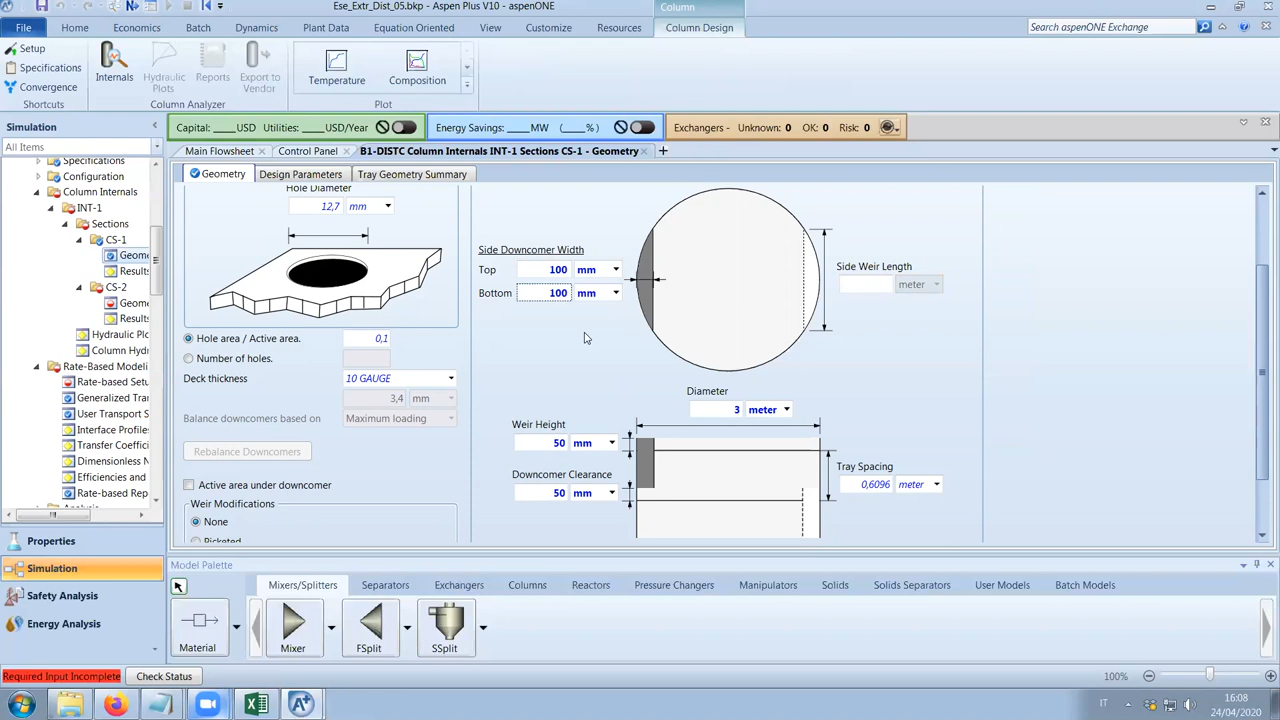 Ese_Extr_Dist_05.bkp - Aspen Plus V10 - aspenONE
Column
File
Home
Economics
Batch
Dynamics
Plant Data
Equation Oriented
View
Customize
Resources
Column Design
Search aspenONE Exchange
Setup
Specifications
Convergence
Shortcuts
Internals
Hydraulic Plots
Reports
Export to Vendor
Column Analyzer
Temperature
Composition
Plot
Simulation
All Items
Capital: ____USD Utilities: ____USD/Year
Energy Savings: ____MW (____%)
Exchangers - Unknown: 0 OK: 0 Risk: 0
Main Flowsheet
Control Panel
B1-DISTC Column Internals INT-1 Sections CS-1 - Geometry
Specifications
Configuration
Column Internals
INT-1
Sections
CS-1
Geome
Results
CS-2
Geome
Results
Hydraulic Plo
Column Hydr
Rate-Based Modeli
Rate-based Setu
Generalized Tran
User Transport S
Interface Profiles
Transfer Coeffici
Dimensionless N
Efficiencies and
Rate-based Rep
Properties
Simulation
Safety Analysis
Energy Analysis
Geometry
Design Parameters
Tray Geometry Summary
Hole Diameter
12,7 mm
Hole area / Active area. 0,1
Number of holes.
Deck thickness 10 GAUGE
3,4 mm
Balance downcomers based on Maximum loading
Rebalance Downcomers
Active area under downcomer
Weir Modifications
None
Picketed
Side Downcomer Width
Top 100 mm
Bottom 100 mm
Side Weir Length
meter
Diameter
3 meter
Weir Height
50 mm
Downcomer Clearance
50 mm
Tray Spacing
0,6096 meter
Model Palette
Mixers/Splitters
Separators
Exchangers
Columns
Reactors
Pressure Changers
Manipulators
Solids
Solids Separators
User Models
Batch Models
Material
Mixer
FSplit
SSplit
Required Input Incomplete
Check Status
100%
IT
16:08
24/04/2020